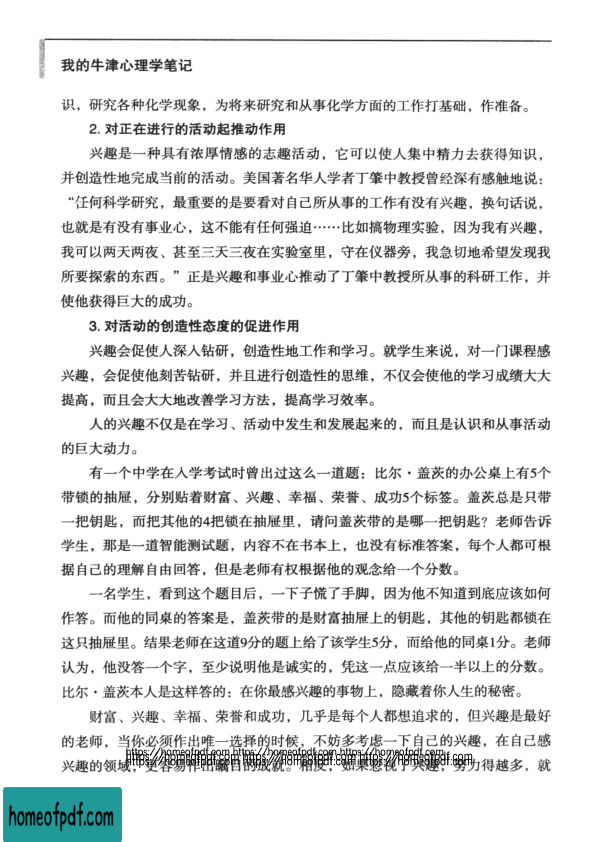 我的牛津心理学笔记
识，研究各种化学现象，为将来研究和从事化学方面的工作打基础，作准备。
2. 对正在进行的活动起推动作用
兴趣是一种具有浓厚情感的志趣活动，它可以使人集中精力去获得知识，
并创造性地完成当前的活动。美国著名华人学者丁肇中教授曾经深有感触地说：
“任何科学研究，最重要的是要看对自己所从事的工作有没有兴趣，换句话说，
也就是有没有事业心，这不能有任何强迫……比如搞物理实验，因为我有兴趣，
我可以两天两夜、甚至三天三夜在实验室里，守在仪器旁，我急切地希望发现我
所要探索的东西。”正是兴趣和事业心推动了丁肇中教授所从事的科研工作，并
使他获得巨大的成功。
3. 对活动的创造性态度的促进作用
兴趣会促使人深入钻研，创造性地工作和学习。就学生来说，对一门课程感
兴趣，会促使他刻苦钻研，并且进行创造性的思维，不仅会使他的学习成绩大大
提高，而且会大大地改善学习方法，提高学习效率。
人的兴趣不仅是在学习、活动中发生和发展起来的，而且是认识和从事活动
的巨大动力。
有一个中学在入学考试时曾出过这么一道题：比尔·盖茨的办公桌上有5个
带锁的抽屉，分别贴着财富、兴趣、幸福、荣誉、成功5个标签。盖茨总是只带
一把钥匙，而把其他的4把锁在抽屉里，请问盖茨带的是哪一把钥匙？老师告诉
学生，那是一道智能测试题，内容不在书本上，也没有标准答案，每个人都可根
据自己的理解自由回答，但是老师有权根据他的观念给一个分数。
一名学生，看到这个题目后，一下子慌了手脚，因为他不知道到底应该如何
作答。而他的同桌的答案是，盖茨带的是财富抽屉上的钥匙，其他的钥匙都锁在
这只抽屉里。结果老师在这道9分的题上给了该学生5分，而给他的同桌1分。老师
认为，他没答一个字，至少说明他是诚实的，凭这一点应该给一半以上的分数。
比尔·盖茨本人是这样答的：在你最感兴趣的事物上，隐藏着你人生的秘密。
财富、兴趣、幸福、荣誉和成功，几乎是每个人都想追求的，但兴趣是最好
的老师，当你必须作出唯一选择的时候，不妨多考虑一下自己的兴趣，在自己感
https://homeofpdf.com https://homeofpdf.com https://homeofpdf.com
https://homeofpdf.com https://homeofpdf.com https://homeofpdf.com
兴趣的领域，更容易作出瞩目的成就。相反，如果忽视了兴趣，努力得越多，就
homeofpdf.com